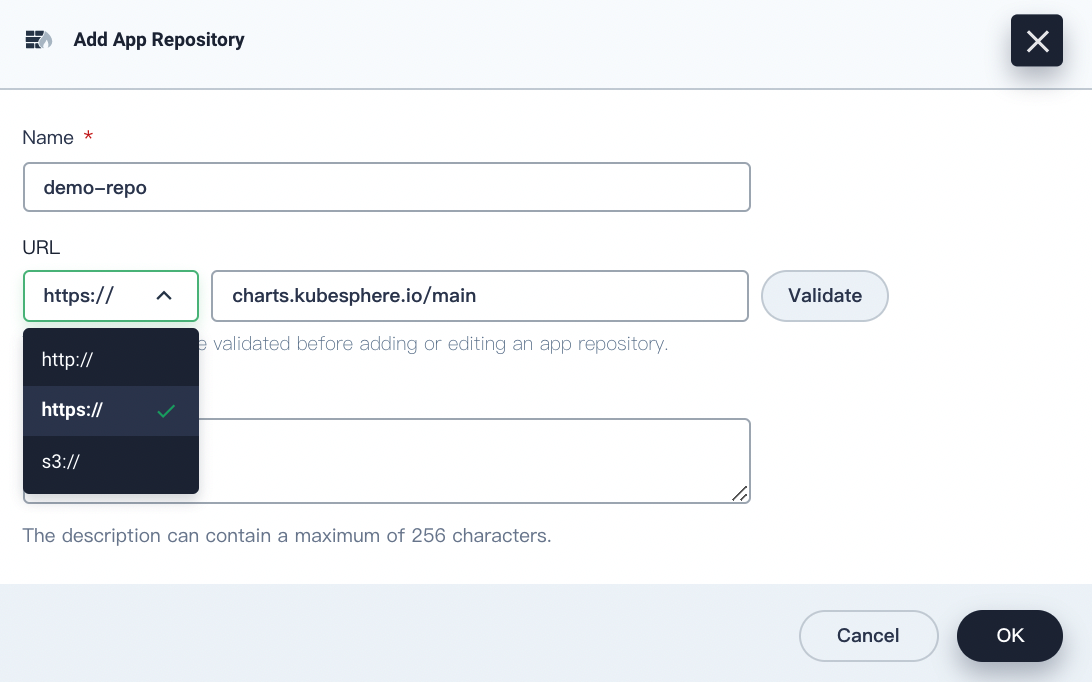 Add App Repository
Name *
demo-repo
URL
https://
charts.kubesphere.io/main
Validate
validated before adding or editing an app repository.
http://
https://
s3://
The description can contain a maximum of 256 characters.
Cancel
OK